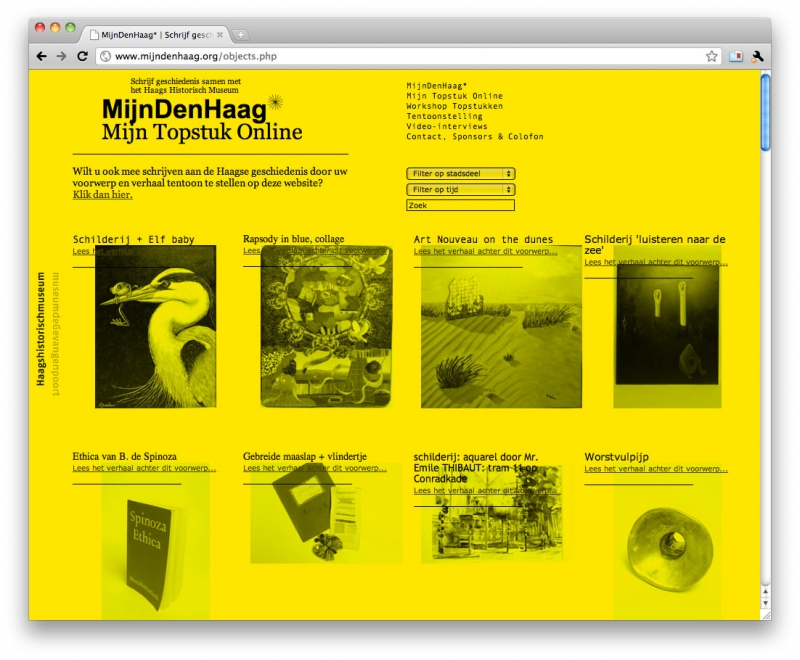 MijnDenHaag* | Schrijf gesc
www.mijndenhaag.org/objects.php
Schrijf geschiedenis samen met
het Haags Historisch Museum
MijnDenHaag*
Mijn Topstuk Online
MijnDenHaag*
Mijn Topstuk Online
Workshop Topstukken
Tentoonstelling
Video-interviews
Contact, Sponsors & Colofon
Wilt u ook mee schrijven aan de Haagse geschiedenis door uw
voorwerp en verhaal tentoon te stellen op deze website?
Klik dan hier.
Filter op stadsdeel
Filter op tijd
Zoek
Haagshistorischmuseum
museumdeGevangenpoort
Schilderij + Elf baby
Lees het verhaal achter dit voorwerp...
Rapsody in blue, collage
Lees het verhaal achter dit voorwerp...
Art Nouveau on the dunes
Lees het verhaal achter dit voorwerp...
Schilderij 'luisteren naar de
zee'
Lees het verhaal achter dit voorwerp...
Ethica van B. de Spinoza
Lees het verhaal achter dit voorwerp...
Spinoza
Ethica
Gebreide maaslap + vlindertje
Lees het verhaal achter dit voorwerp...
schilderij: aquarel door Mr.
Emile THIBAUT: tram 11 op
Conradkade
Lees het verhaal achter dit voorwerp...
Worstvulpijp
Lees het verhaal achter dit voorwerp...